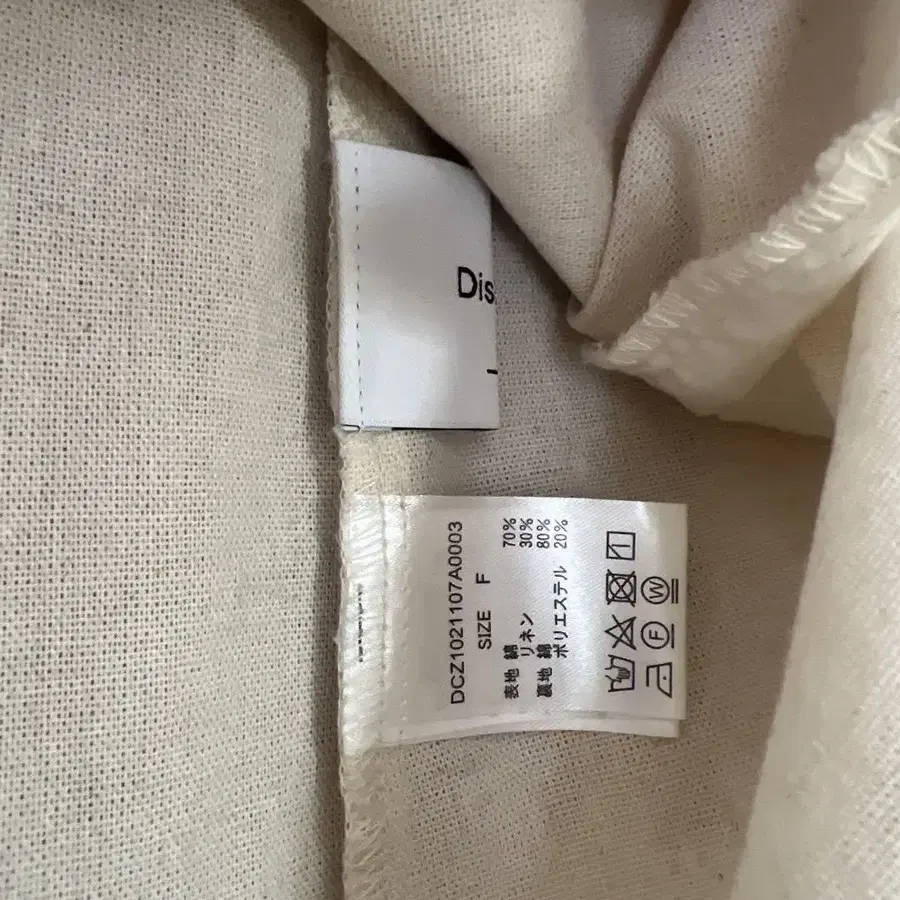 Dis
DCZ1021107A0003
SIZE F
表地 綿 70%
リネン 30%
裏地 綿 80%
ポリエステル 20%
W
F